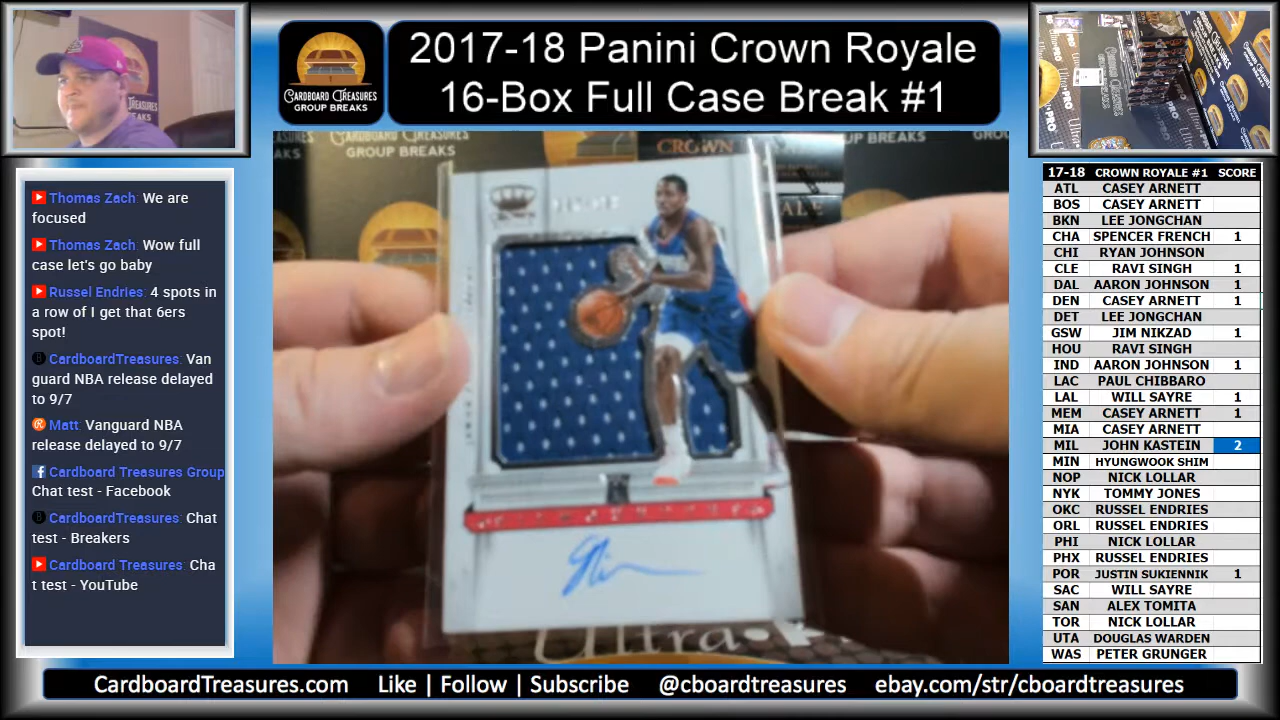 2017-18 Panini Crown Royale
16-Box Full Case Break #1
CARDBOARD TREASURES
GROUP BREAKS
Thomas Zach: We are
focused
Thomas Zach: Wow full
case let's go baby
Russel Endries: 4 spots in
a row of I get that 6ers
spot!
CardboardTreasures: Van
guard NBA release delayed
to 9/7
Matt: Vanguard NBA
release delayed to 9/7
Cardboard Treasures Group
Chat test - Facebook
CardboardTreasures: Chat
test - Breakers
Cardboard Treasures: Cha
t test - YouTube
TREASURES
GROUP BREAKS
CROWN
Ultra
17-18 CROWN ROYALE #1 SCORE
ATL CASEY ARNETT
BOS CASEY ARNETT
BKN LEE JONGCHAN
CHA SPENCER FRENCH 1
CHI RYAN JOHNSON
CLE RAVI SINGH 1
DAL AARON JOHNSON 1
DEN CASEY ARNETT 1
DET LEE JONGCHAN
GSW JIM NIKZAD 1
HOU RAVI SINGH
IND AARON JOHNSON 1
LAC PAUL CHIBBARO
LAL WILL SAYRE 1
MEM CASEY ARNETT 1
MIA CASEY ARNETT
MIL JOHN KASTEIN 2
MIN HYUNGWOOK SHIM
NOP NICK LOLLAR
NYK TOMMY JONES
OKC RUSSEL ENDRIES
ORL RUSSEL ENDRIES
PHI NICK LOLLAR
PHX RUSSEL ENDRIES
POR JUSTIN SUKIENNIK 1
SAC WILL SAYRE
SAN ALEX TOMITA
TOR NICK LOLLAR
UTA DOUGLAS WARDEN
WAS PETER GRUNGER
CardboardTreasures.com Like | Follow | Subscribe @cboardtreasures ebay.com/str/cboardtreasures